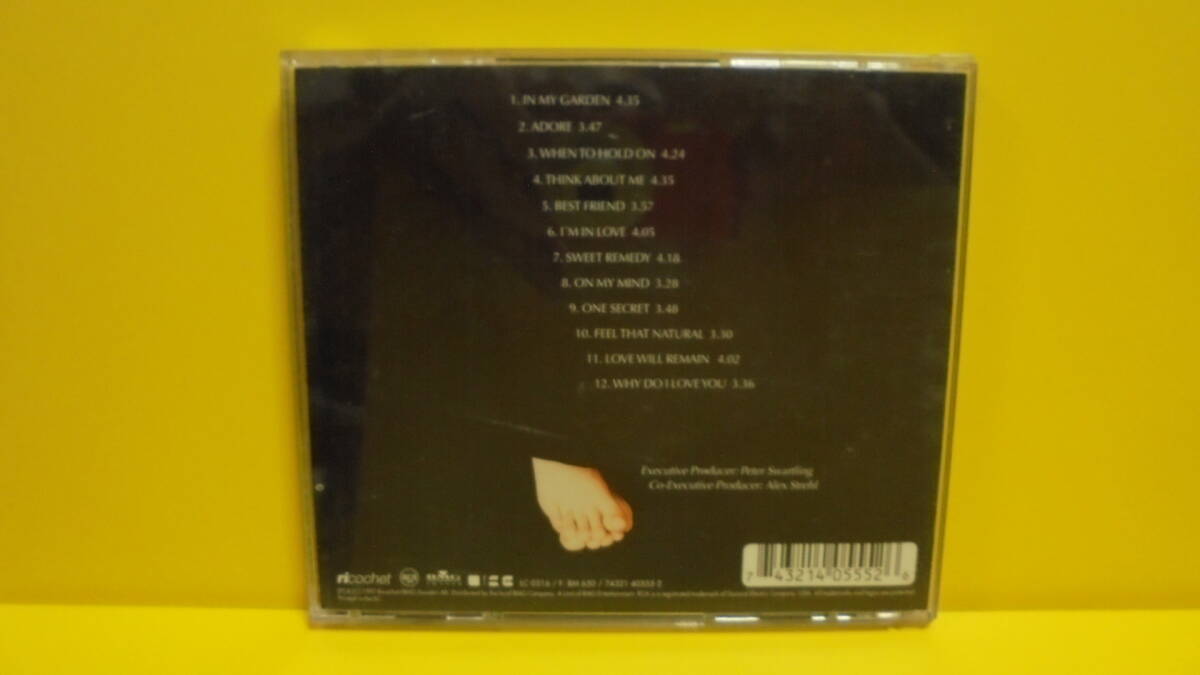 1. IN MY GARDEN 4.35
2. ADORE 3.47
3. WHEN TO HOLD ON 4.24
4. THINK ABOUT ME 4.35
5. BEST FRIEND 3.57
6. I'M IN LOVE 4.05
7. SWEET REMEDY 4.18
8. ON MY MIND 3.28
9. ONE SECRET 3.48
10. FEEL THAT NATURAL 3.30
11. LOVE WILL REMAIN 4.02
12. WHY DO I LOVE YOU 3.36
Executive Producer: Peter Swartling
Co-Executive Producer: Alex Strehl
ricochet
7 43214 05552 6